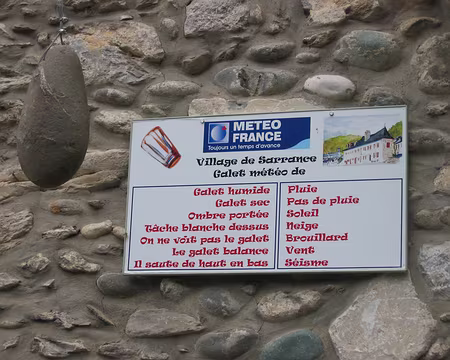 METEO
FRANCE
Toujours un temps d'avance
Village de Sarrance
Galet météo de
Galet humide Pluie
Galet sec Pas de pluie
Ombre portée Soleil
Tâche blanche dessus Neige
On ne voit pas le galet Brouillard
Le galet balance Vent
Il saute de haut en bas Séisme